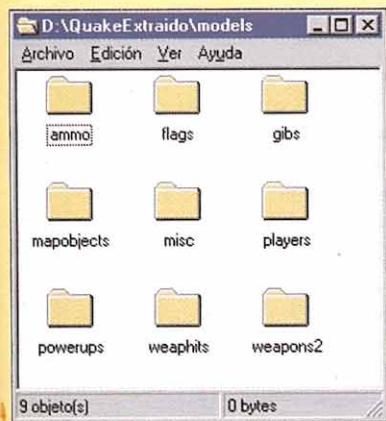 D:\QuakeExtraido\models
Archivo Edición Ver Ayuda
ammo flags gibs
mapobjects misc players
powerups weaphits weapons2
9 objeto(s) 0 bytes